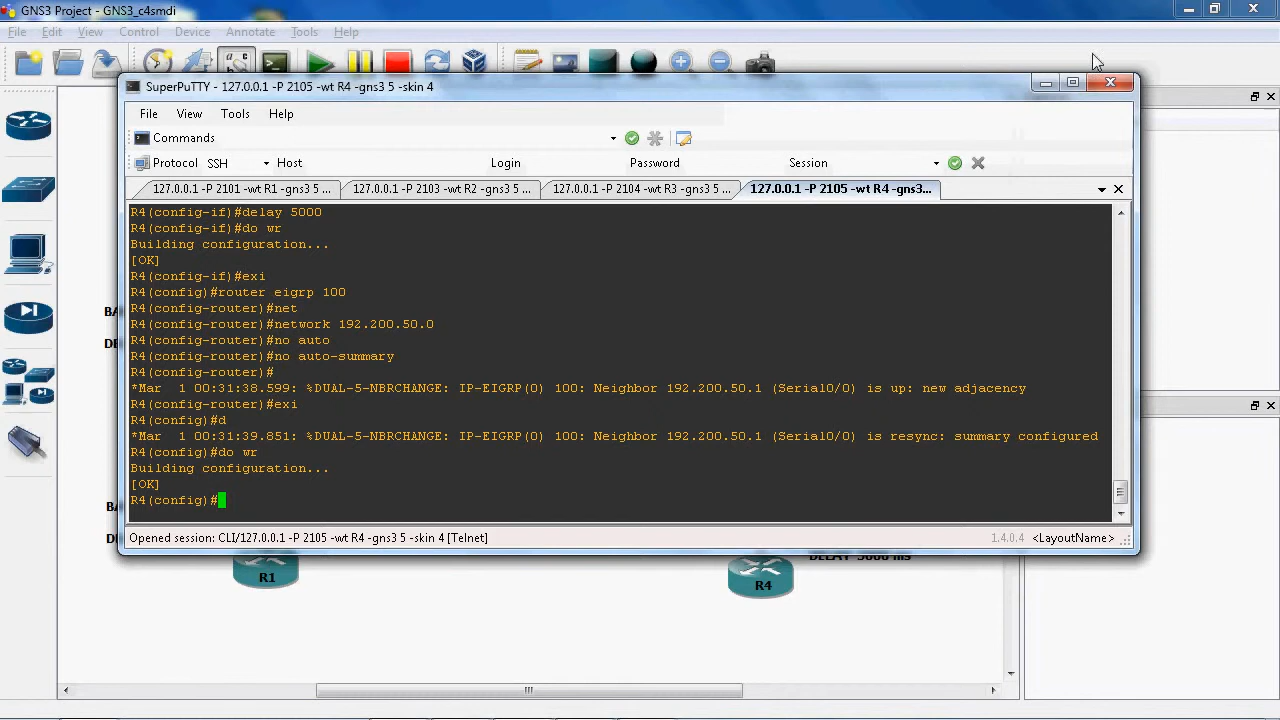 GNS3 Project - GNS3_c4smdi
File Edit View Control Device Annotate Tools Help
SuperPuTTY - 127.0.0.1 -P 2105 -wt R4 -gns3 5 -skin 4
File View Tools Help
Commands
Protocol SSH Host Login Password Session
127.0.0.1 -P 2101 -wt R1 -gns3 5 ... 127.0.0.1 -P 2103 -wt R2 -gns3 5 ... 127.0.0.1 -P 2104 -wt R3 -gns3 5 ... 127.0.0.1 -P 2105 -wt R4 -gns3...
R4(config-if)#delay 5000
R4(config-if)#do wr
Building configuration...
[OK]
R4(config-if)#exi
R4(config)#router eigrp 100
R4(config-router)#net
R4(config-router)#network 192.200.50.0
R4(config-router)#no auto
R4(config-router)#no auto-summary
R4(config-router)#
*Mar  1 00:31:38.599: %DUAL-5-NBRCHANGE: IP-EIGRP(0) 100: Neighbor 192.200.50.1 (Serial0/0) is up: new adjacency
R4(config-router)#exi
R4(config)#d
*Mar  1 00:31:39.851: %DUAL-5-NBRCHANGE: IP-EIGRP(0) 100: Neighbor 192.200.50.1 (Serial0/0) is resync: summary configured
R4(config)#do wr
Building configuration...
[OK]
R4(config)#
Opened session: CLI/127.0.0.1 -P 2105 -wt R4 -gns3 5 -skin 4 [Telnet] 1.4.0.4 <LayoutName>
R1
R4